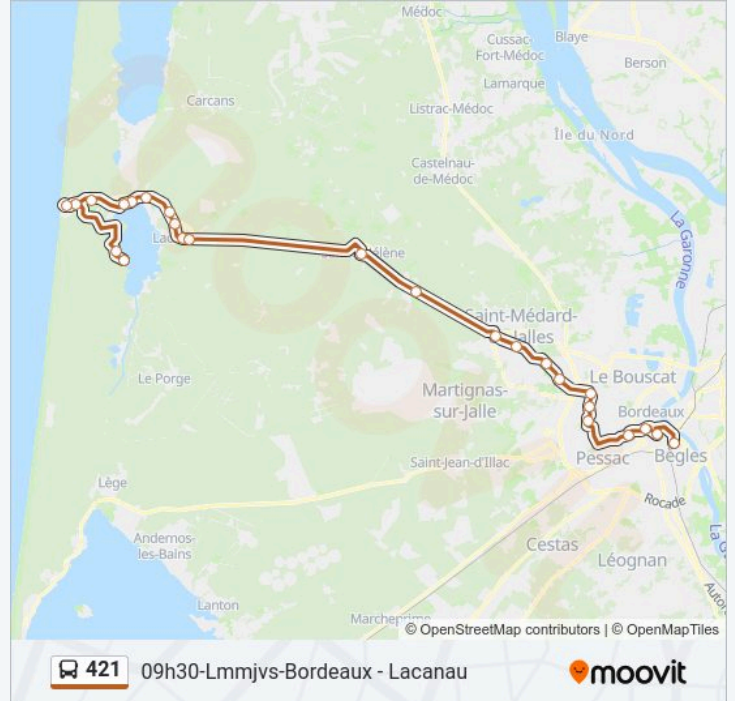 Médoc
Cussac-
Fort-Médoc
Blaye
Berson
Lamarque
Carcans
Listrac-Médoc
Île du Nord
Castelnau-
de-Médoc
La Garonne
Saint-Médard-
Jalles
Le Porge
Le Bouscat
Martignas-
sur-Jalle
Bordeaux
Saint-Jean-d'Illac
Pessac
Bègles
Lège
Rocade
Andernos-
les-Bains
Cestas
Léognan
Lanton
Marcheprime
© OpenStreetMap contributors | © OpenMapTiles
421 09h30-Lmmjvs-Bordeaux - Lacanau
moovit